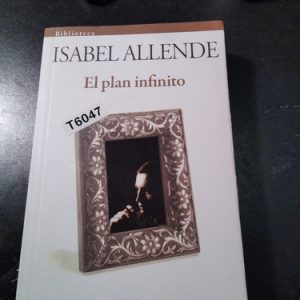 Biblioteca
ISABEL ALLENDE
El plan infinito
T6047